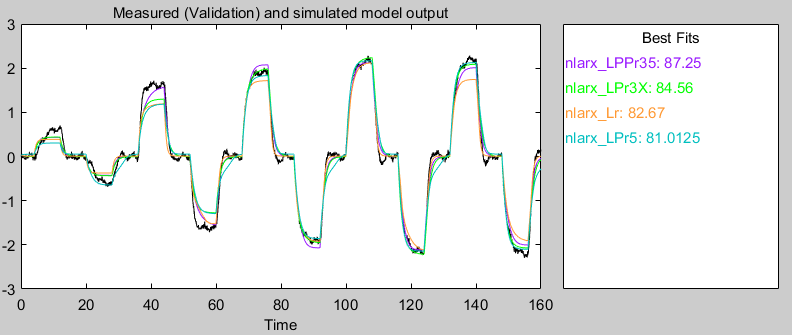 Measured (Validation) and simulated model output
3
2
1
0
-1
-2
-3
0 20 40 60 80 100 120 140 160
Time
Best Fits
nlarx_LPPr35: 87.25
nlarx_LPr3X: 84.56
nlarx_Lr: 82.67
nlarx_LPr5: 81.0125